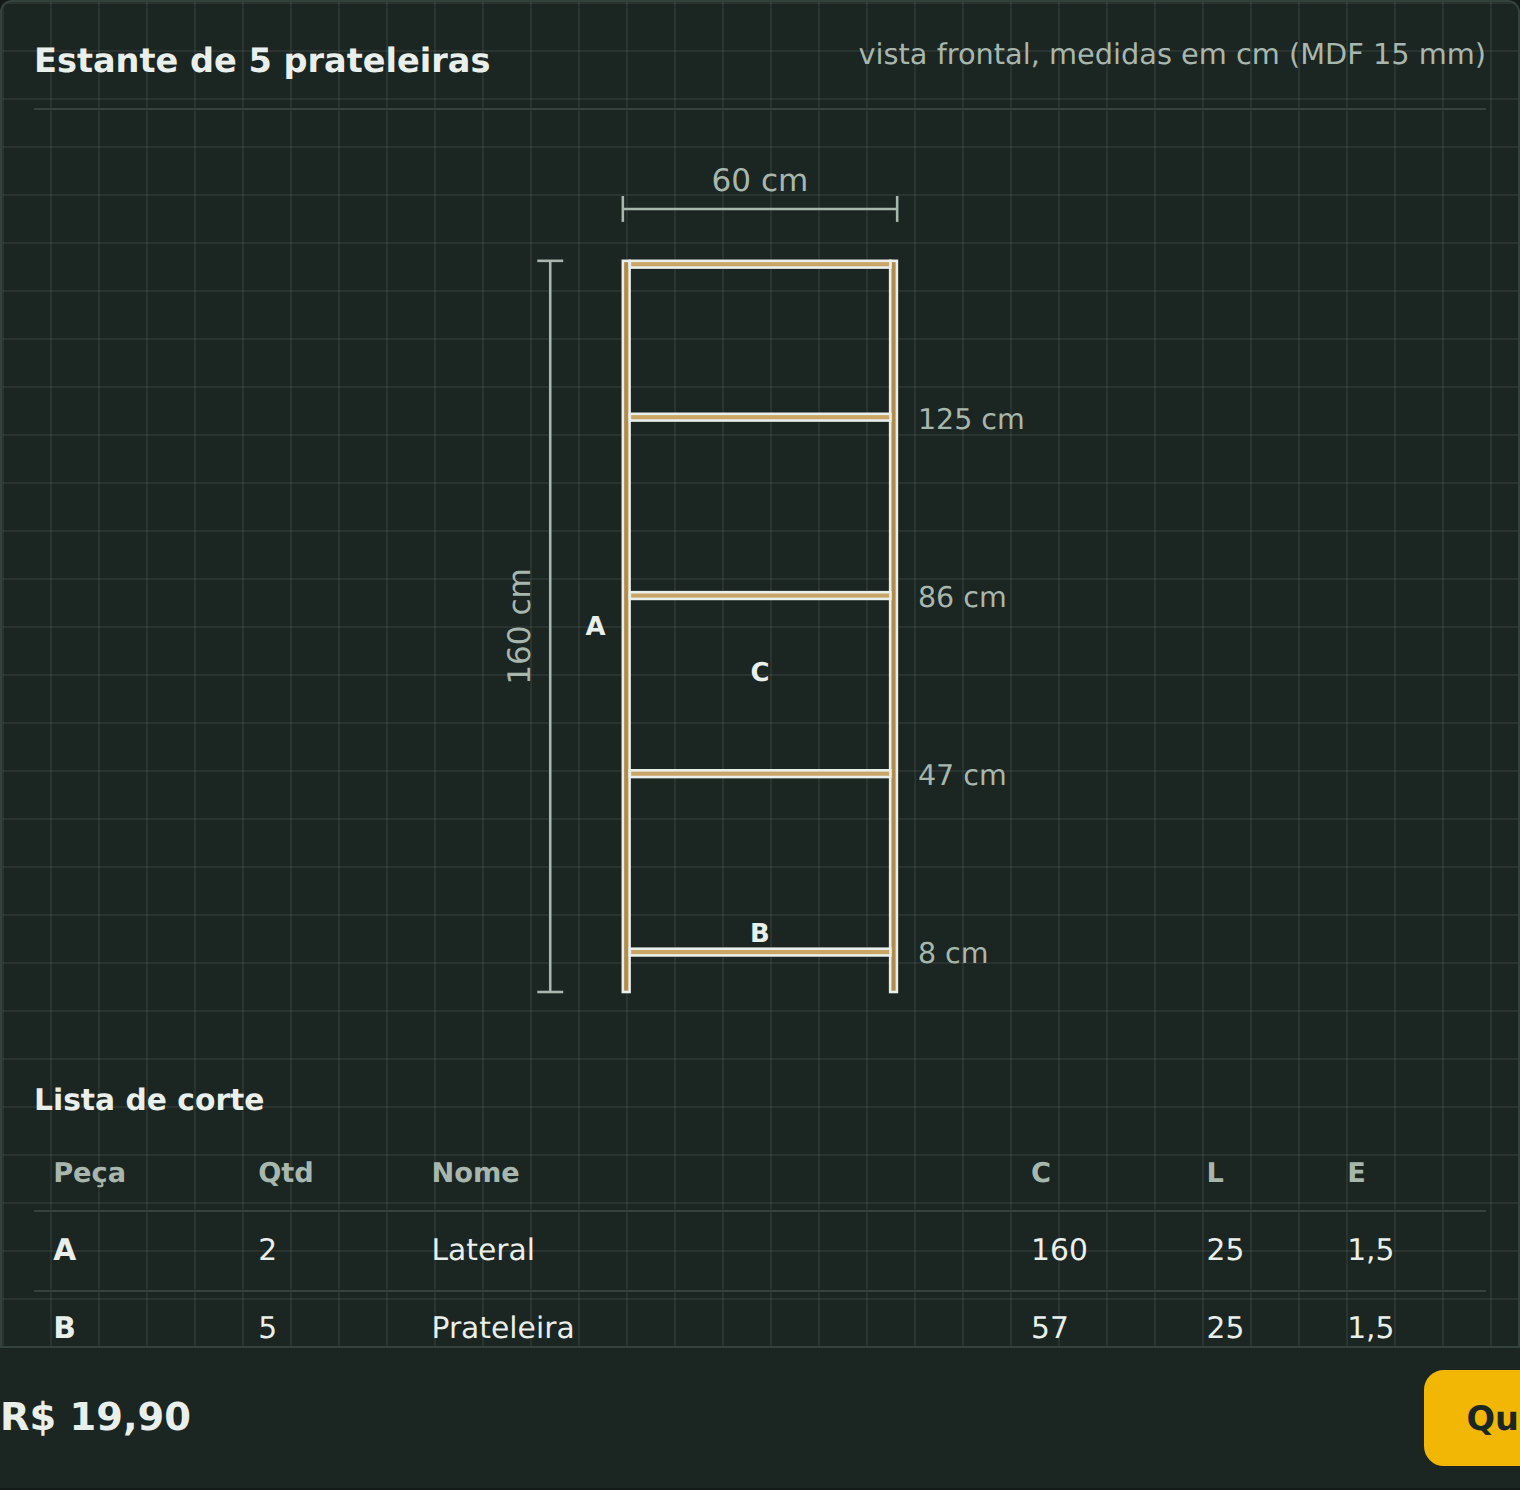 Estante de 5 prateleiras
vista frontal, medidas em cm (MDF 15 mm)
60 cm
125 cm
86 cm
160 cm
A
C
47 cm
B
8 cm
Lista de corte
Peça Qtd Nome C L E
A 2 Lateral 160 25 1,5
B 5 Prateleira 57 25 1,5
R$ 19,90
Qu